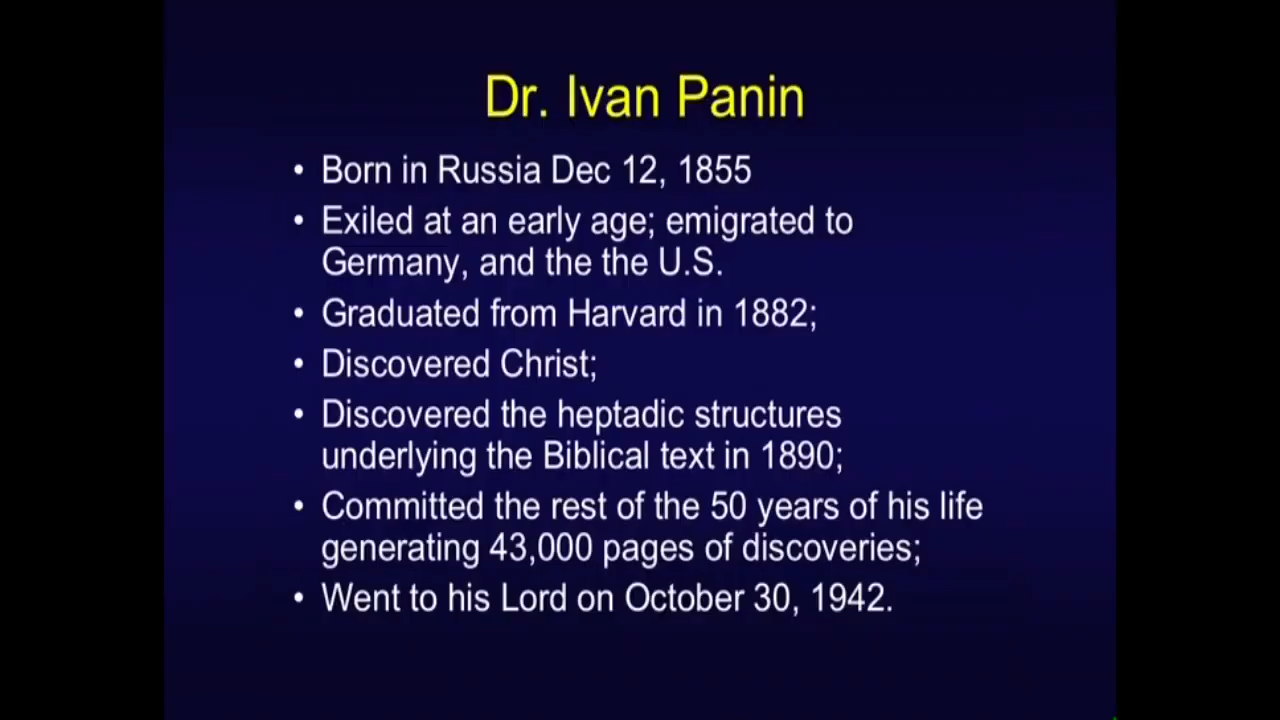 Dr. Ivan Panin
• Born in Russia Dec 12, 1855
• Exiled at an early age; emigrated to
Germany, and the the U.S.
• Graduated from Harvard in 1882;
• Discovered Christ;
• Discovered the heptadic structures
underlying the Biblical text in 1890;
• Committed the rest of the 50 years of his life
generating 43,000 pages of discoveries;
• Went to his Lord on October 30, 1942.